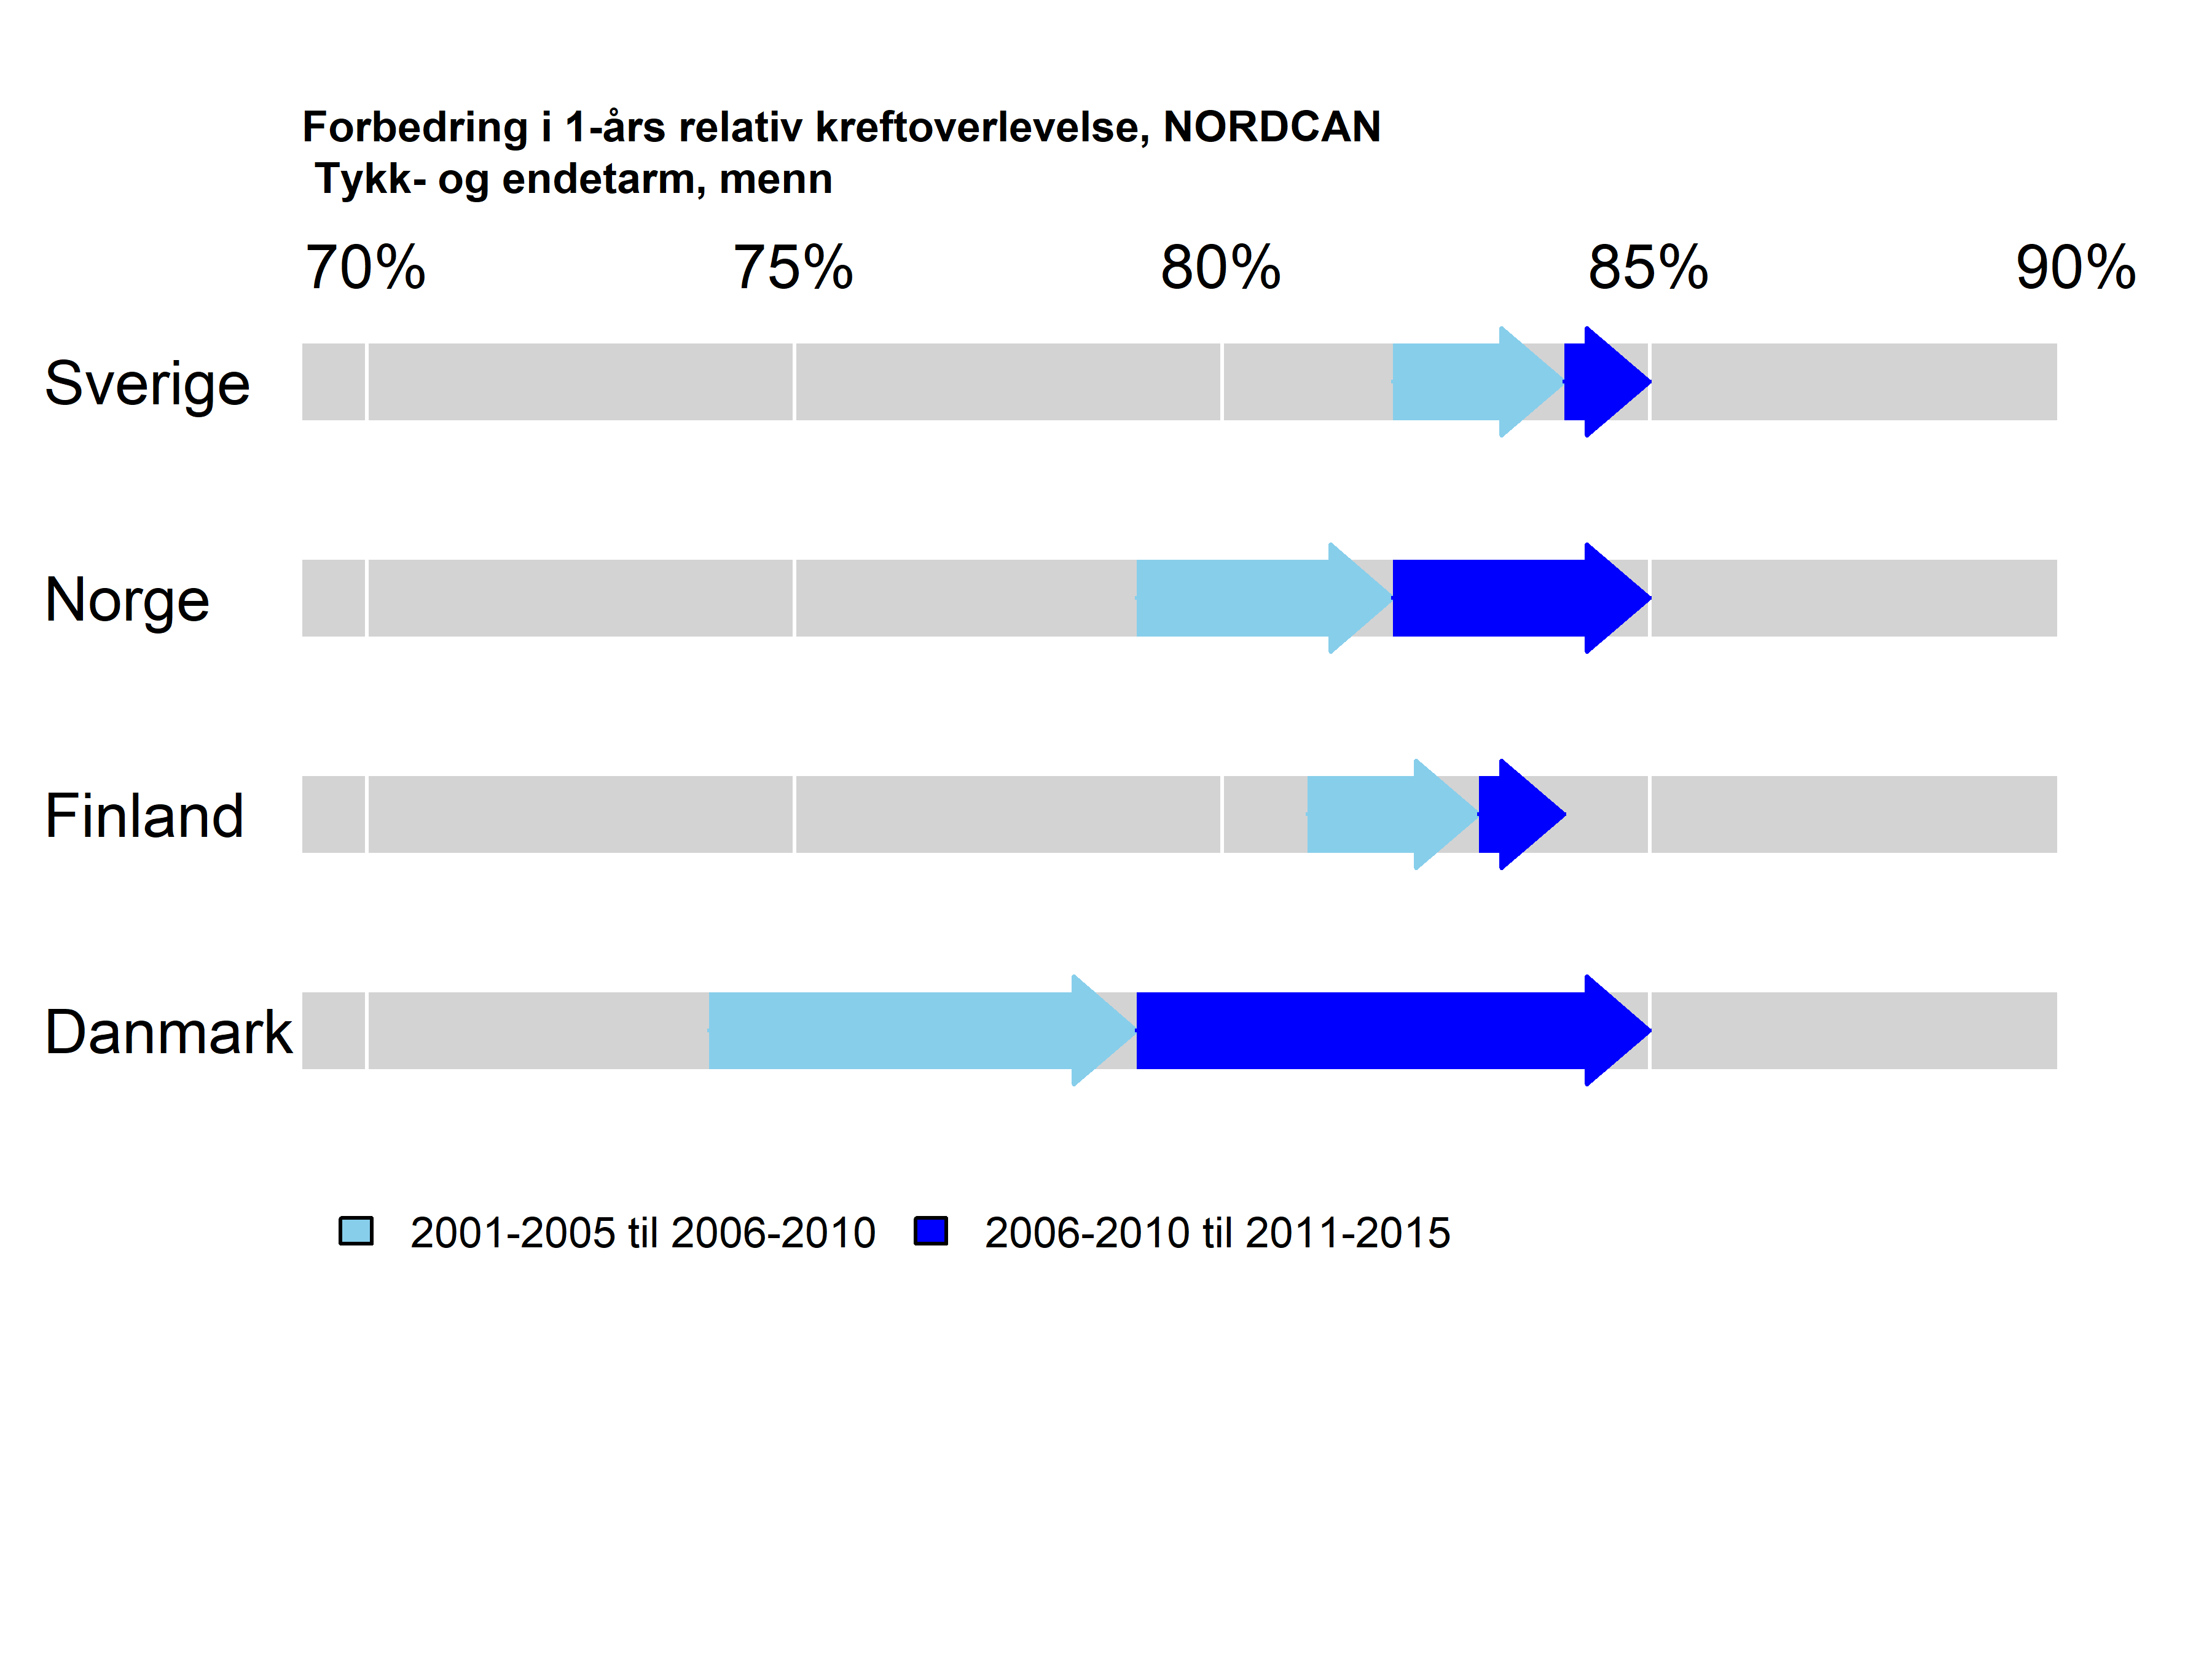 Forbedring i 1-års relativ kreftoverlevelse, NORDCAN
Tykk- og endetarm, menn
70% 75% 80% 85% 90%
Sverige
Norge
Finland
Danmark
2001-2005 til 2006-2010 2006-2010 til 2011-2015